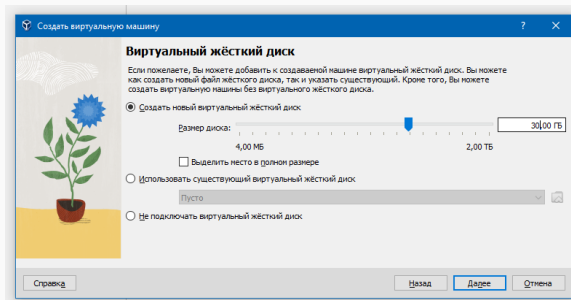 Создать виртуальную машину
Виртуальный жёсткий диск
Если пожелаете, Вы можете добавить к создаваемой машине виртуальный жёсткий диск. Вы можете
как создать новый файл жёсткого диска, так и указать существующий. Кроме того, Вы можете
создать виртуальную машину без виртуального жёсткого диска.
Создать новый виртуальный жёсткий диск
Размер диска:
30,00 ГБ
4,00 МБ
2,00 ТБ
Выделить место в полном размере
Использовать существующий виртуальный жёсткий диск
Пусто
Не подключать виртуальный жёсткий диск
Справка
Назад
Далее
Отмена